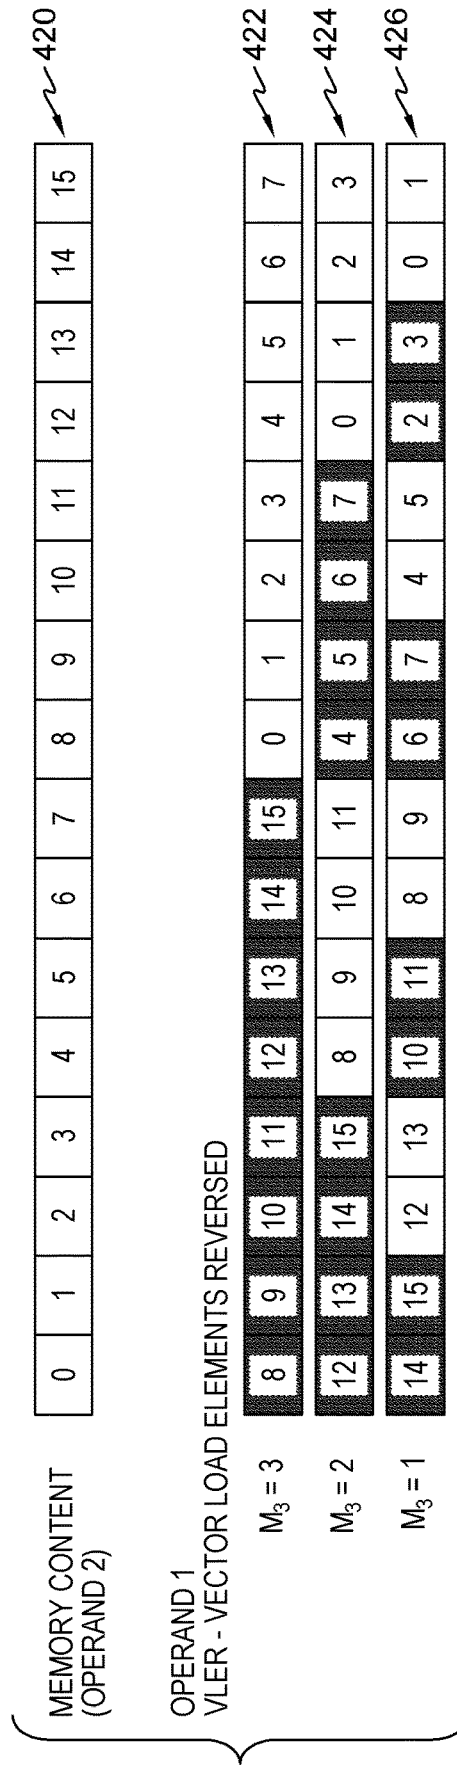 MEMORY CONTENT
(OPERAND 2)
0 1 2 3 4 5 6 7 8 9 10 11 12 13 14 15 420
OPERAND 1
VLER - VECTOR LOAD ELEMENTS REVERSED
M3 = 3 8 9 10 11 12 13 14 15 0 1 2 3 4 5 6 7 422
M3 = 2 12 13 14 15 8 9 10 11 4 5 6 7 0 1 2 3 424
M3 = 1 14 15 12 13 10 11 8 9 6 7 4 5 2 3 0 1 426